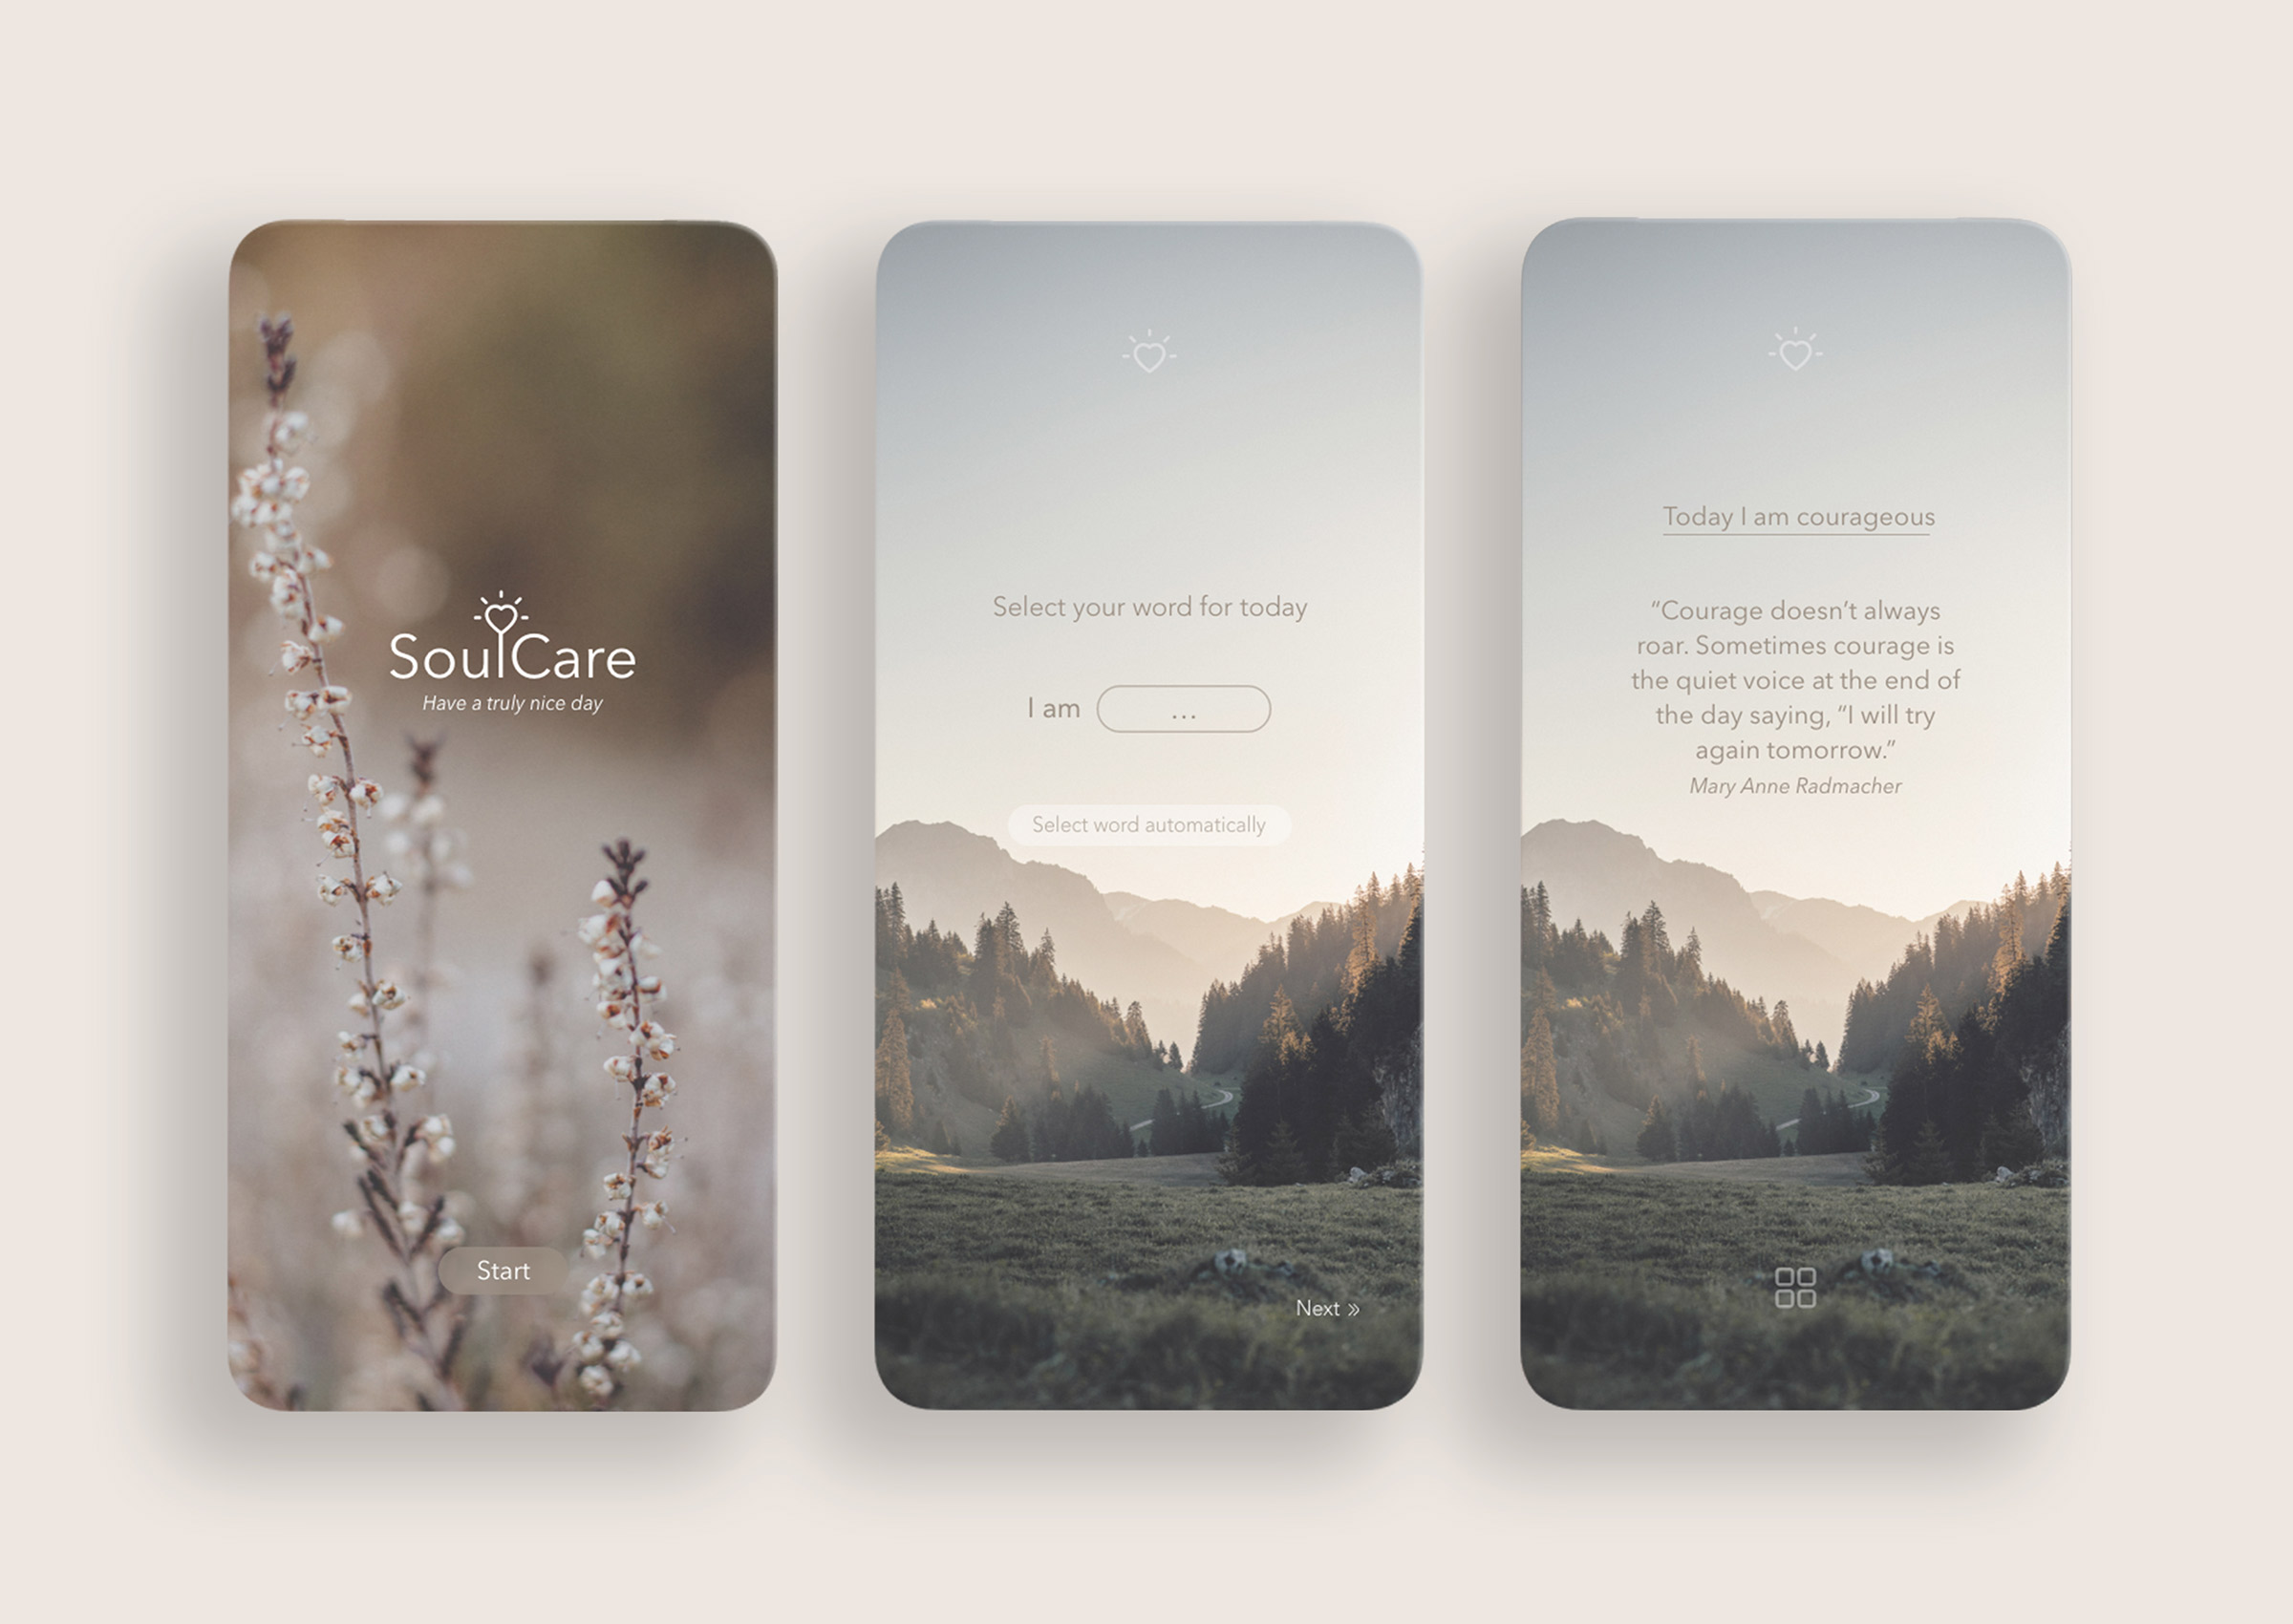 SoulCare
Have a truly nice day
Start
Select your word for today
I am ...
Select word automatically
Next »
Today I am courageous
“Courage doesn’t always
roar. Sometimes courage is
the quiet voice at the end of
the day saying, “I will try
again tomorrow.”
Mary Anne Radmacher